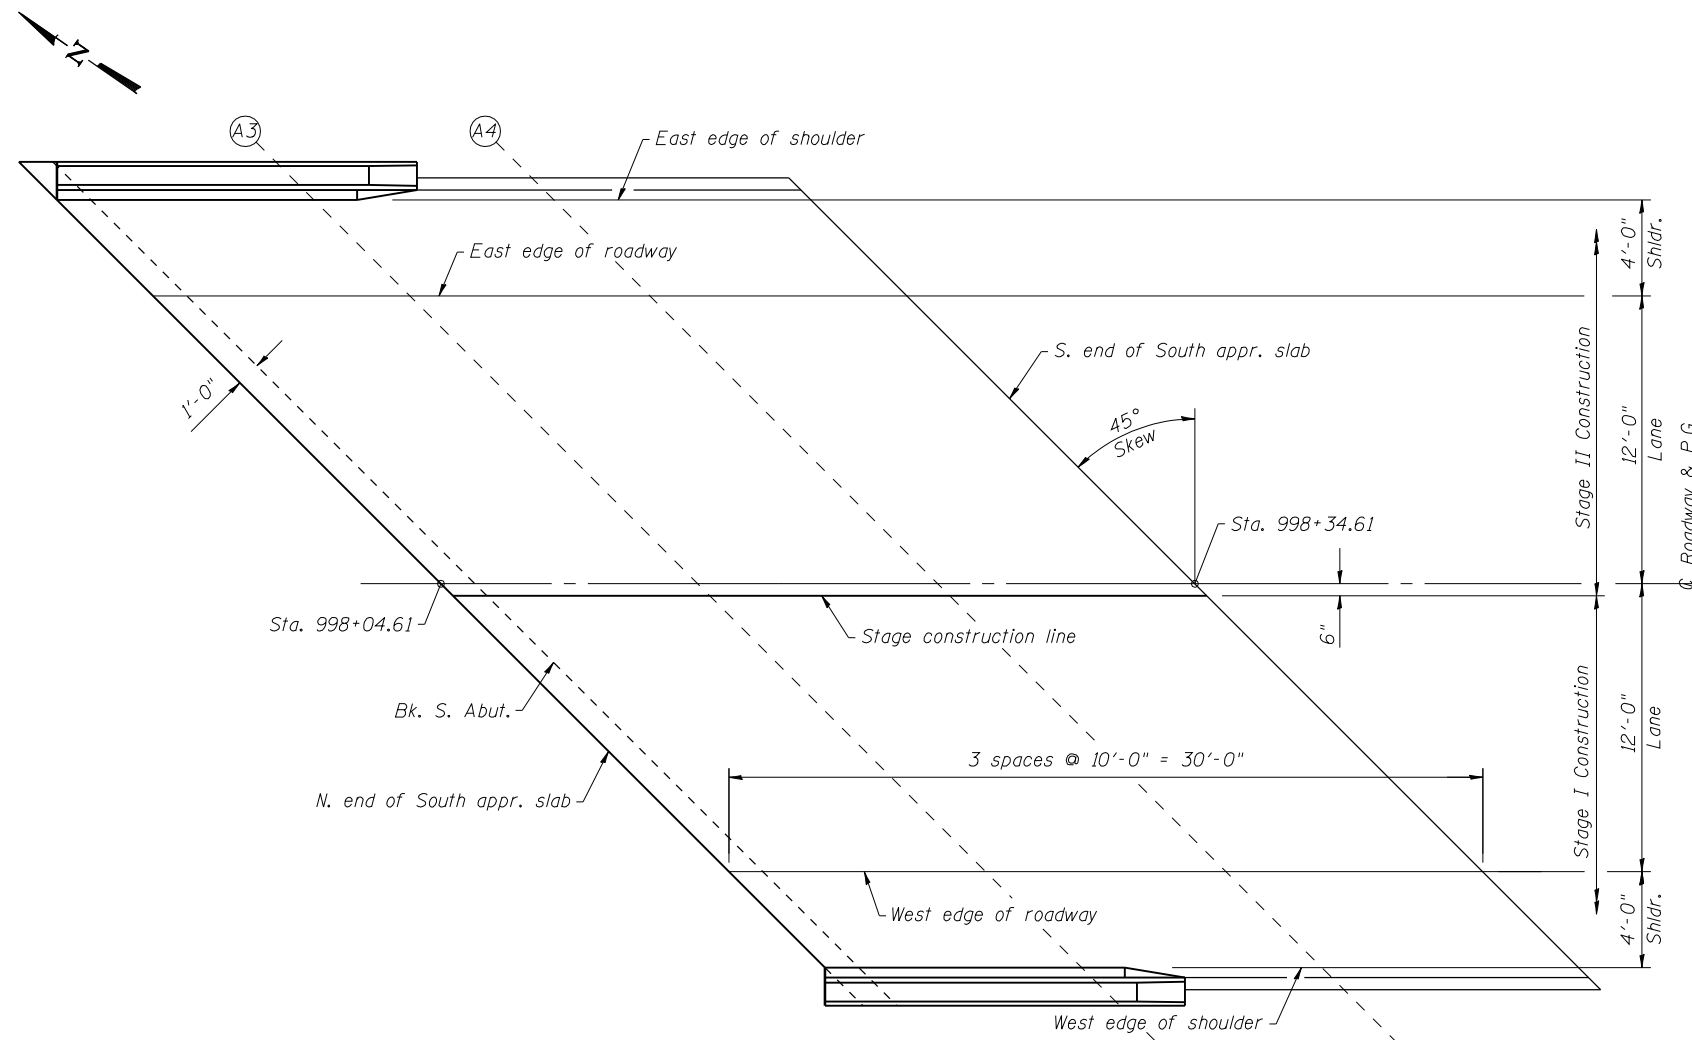 N
A3
A4
East edge of shoulder
East edge of roadway
4'-0"
Shldr.
S. end of South appr. slab
1'-0"
45°
Skew
12'-0"
Lane
Stage II Construction
℄ Roadway & P.G.
Sta. 998+34.61
Sta. 998+04.61
Stage construction line
6"
Bk. S. Abut.
3 spaces @ 10'-0" = 30'-0"
N. end of South appr. slab
12'-0"
Lane
Stage I Construction
West edge of roadway
4'-0"
Shldr.
West edge of shoulder